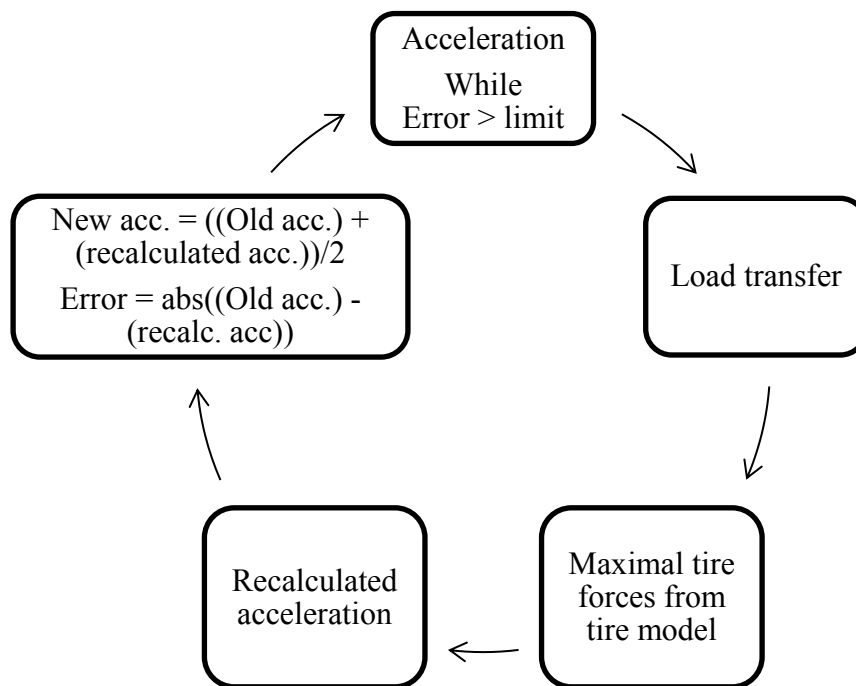 Acceleration
While
Error > limit
Load transfer
Maximal tire
forces from
tire model
Recalculated
acceleration
New acc. = ((Old acc.) +
(recalculated acc.))/2
Error = abs((Old acc.) -
(recalc. acc))